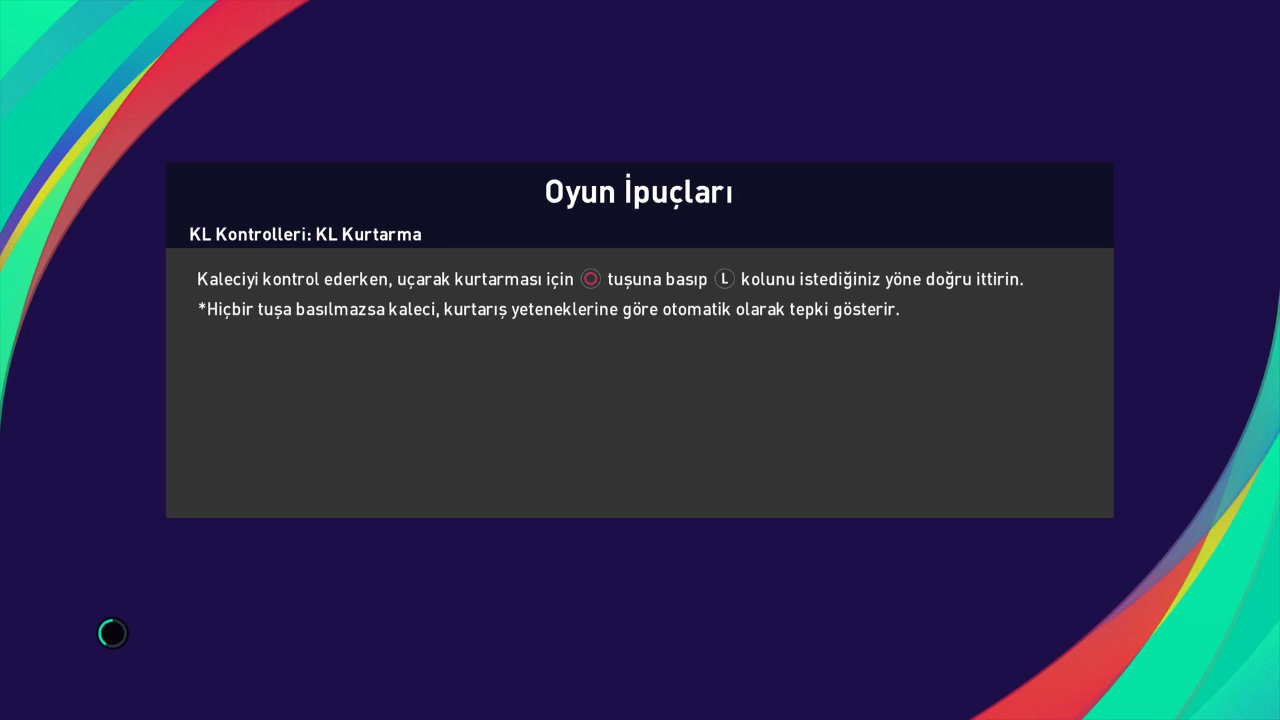 Oyun İpuçları
KL Kontrolleri: KL Kurtarma
Kaleciyi kontrol ederken, uçarak kurtarması için ◯ tuşuna basıp L kolunu istediğiniz yöne doğru ittirin.
*Hiçbir tuşa basılmazsa kaleci, kurtarış yeteneklerine göre otomatik olarak tepki gösterir.